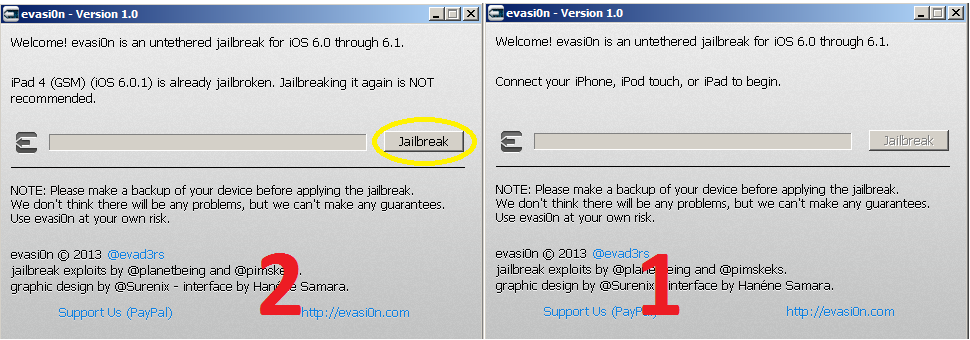 evasi0n - Version 1.0
Welcome! evasi0n is an untethered jailbreak for iOS 6.0 through 6.1.
iPad 4 (GSM) (iOS 6.0.1) is already jailbroken. Jailbreaking it again is NOT
recommended.
Jailbreak
NOTE: Please make a backup of your device before applying the jailbreak.
We don't think there will be any problems, but we can't make any guarantees.
Use evasi0n at your own risk.
evasi0n © 2013 @evad3rs
jailbreak exploits by @planetbeing and @pimskeks.
graphic design by @Surenix - interface by Hanéne Samara.
Support Us (PayPal) http://evasi0n.com
2
evasi0n - Version 1.0
Welcome! evasi0n is an untethered jailbreak for iOS 6.0 through 6.1.
Connect your iPhone, iPod touch, or iPad to begin.
Jailbreak
NOTE: Please make a backup of your device before applying the jailbreak.
We don't think there will be any problems, but we can't make any guarantees.
Use evasi0n at your own risk.
evasi0n © 2013 @evad3rs
jailbreak exploits by @planetbeing and @pimskeks.
graphic design by @Surenix - interface by Hanéne Samara.
Support Us (PayPal) http://evasi0n.com
1